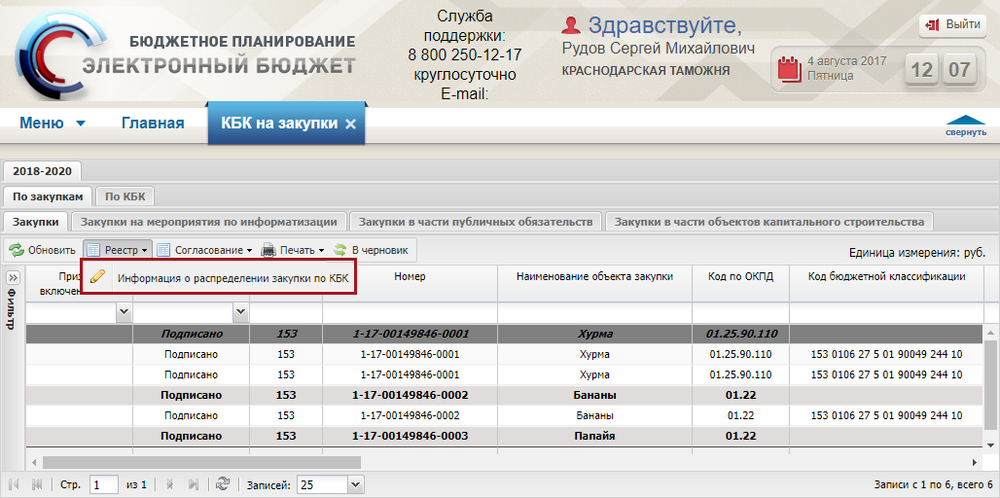 БЮДЖЕТНОЕ ПЛАНИРОВАНИЕ
ЭЛЕКТРОННЫЙ БЮДЖЕТ
Служба
поддержки:
8 800 250-12-17
круглосуточно
E-mail:
Здравствуйте,
Рудов Сергей Михайлович
КРАСНОДАРСКАЯ ТАМОЖНЯ
Выйти
4 августа 2017
Пятница
12 07
Меню Главная КБК на закупки
свернуть
2018-2020
По закупкам По КБК
Закупки Закупки на мероприятия по информатизации Закупки в части публичных обязательств Закупки в части объектов капитального строительства
Обновить Реестр Согласование Печать В черновик Единица измерения: руб.
Информация о распределении закупки по КБК
Фильтр
Приз
включен
Номер Наименование объекта закупки Код по ОКПД Код бюджетной классификации
Подписано 153 1-17-00149846-0001 Хурма 01.25.90.110
Подписано 153 1-17-00149846-0001 Хурма 01.25.90.110 153 0106 27 5 01 90049 244 10
Подписано 153 1-17-00149846-0001 Хурма 01.25.90.110 153 0106 27 5 01 90049 244 10
Подписано 153 1-17-00149846-0002 Бананы 01.22
Подписано 153 1-17-00149846-0002 Бананы 01.22 153 0106 27 5 01 90049 244 10
Подписано 153 1-17-00149846-0003 Папайя 01.22
Стр. 1 из 1 Записей: 25 Записи с 1 по 6, всего 6